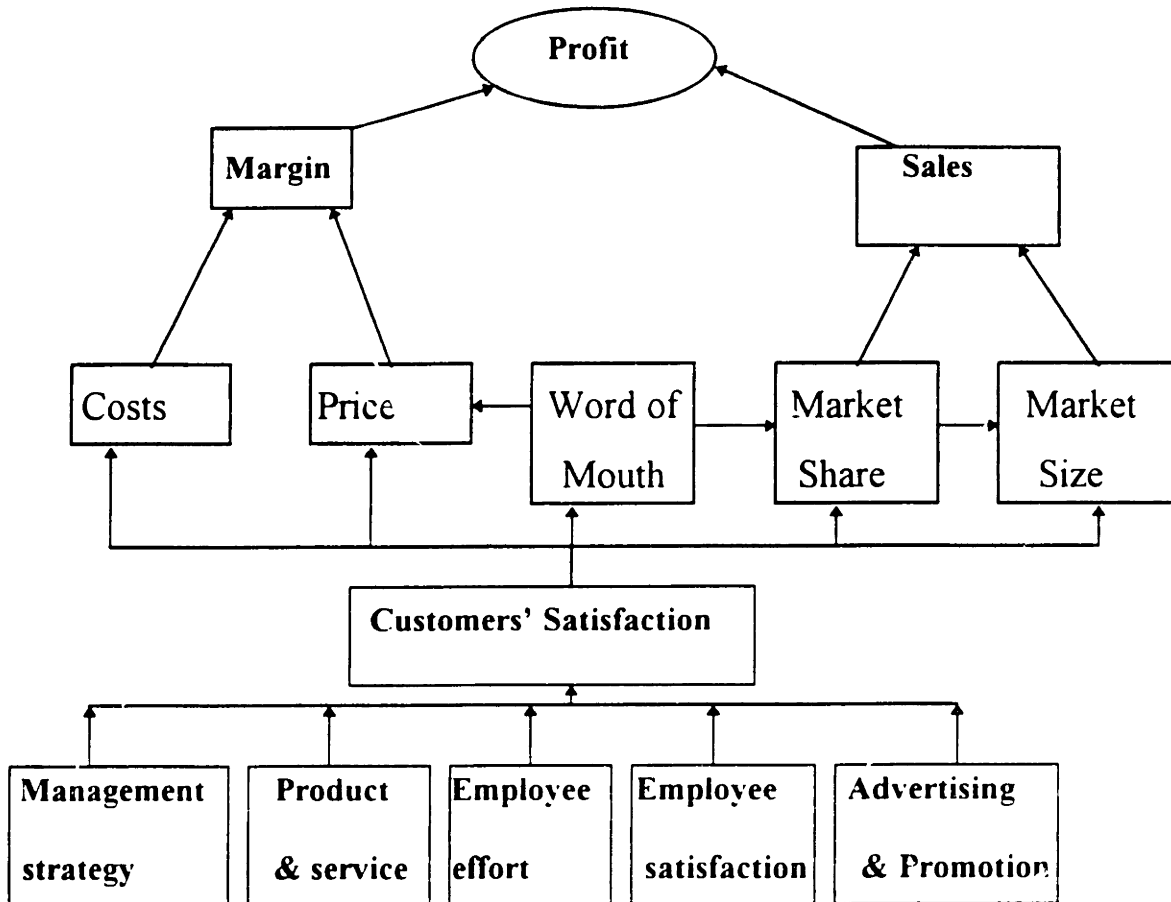 Profit
Margin
Sales
Costs
Price
Word of
Mouth
Market
Share
Market
Size
Customers' Satisfaction
Management
strategy
Product
& service
Employee
effort
Employee
satisfaction
Advertising
& Promotion